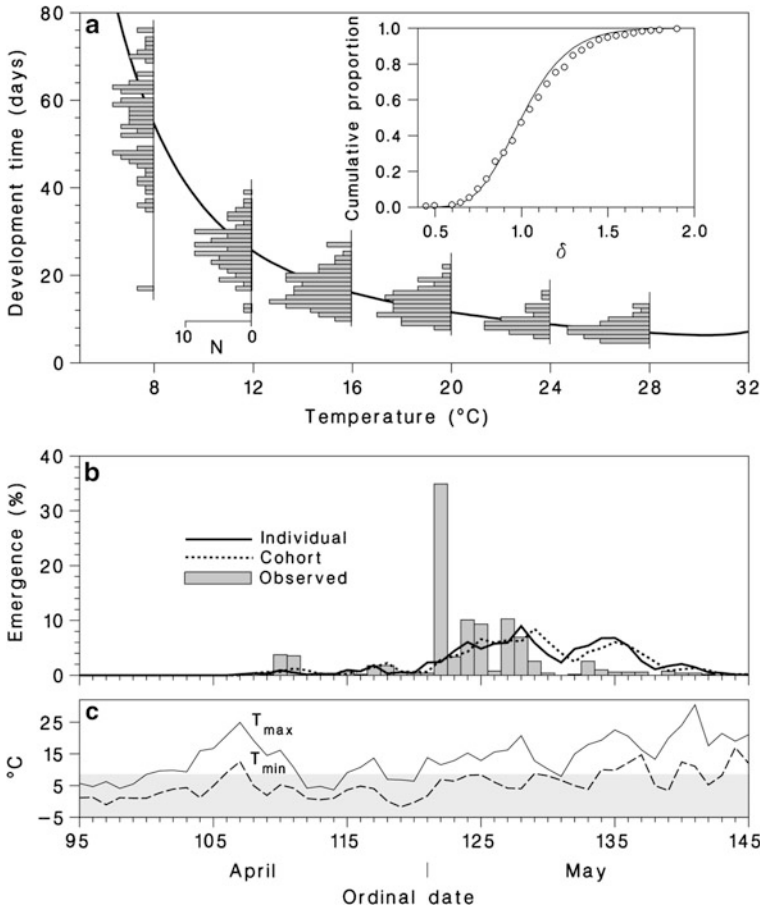 a
Development time (days)
80
60
40
20
0
10
0
N
8
12
16
20
24
28
32
Temperature (°C)
Cumulative proportion
1.0
0.8
0.6
0.4
0.2
0.0
0.5
1.0
1.5
2.0
δ
b
Emergence (%)
40
30
20
10
0
Individual
Cohort
Observed
c
°C
25
15
5
−5
Tmax
Tmin
95
105
115
125
135
145
April | May
Ordinal date